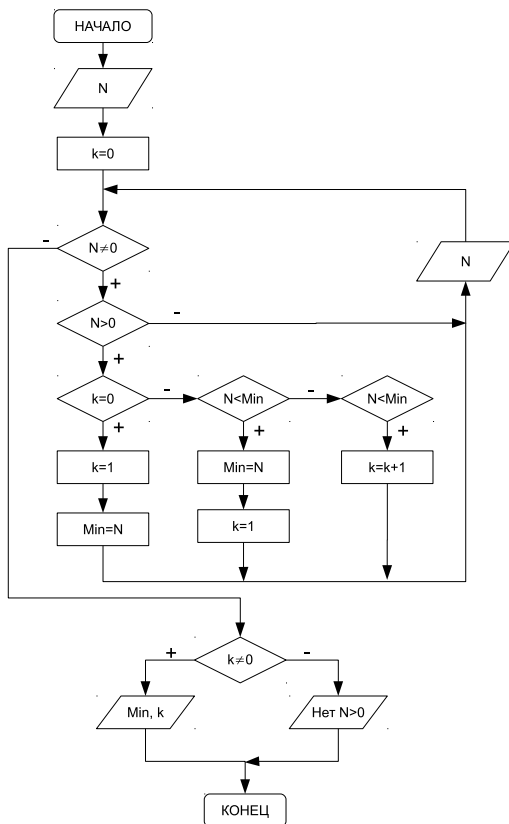 НАЧАЛО
N
k=0
N≠0
-
+
N
N>0
-
+
k=0
-
+
N<Min
-
+
N<Min
+
k=1
Min=N
k=k+1
Min=N
k=1
k≠0
+
-
Min, k
Нет N>0
КОНЕЦ